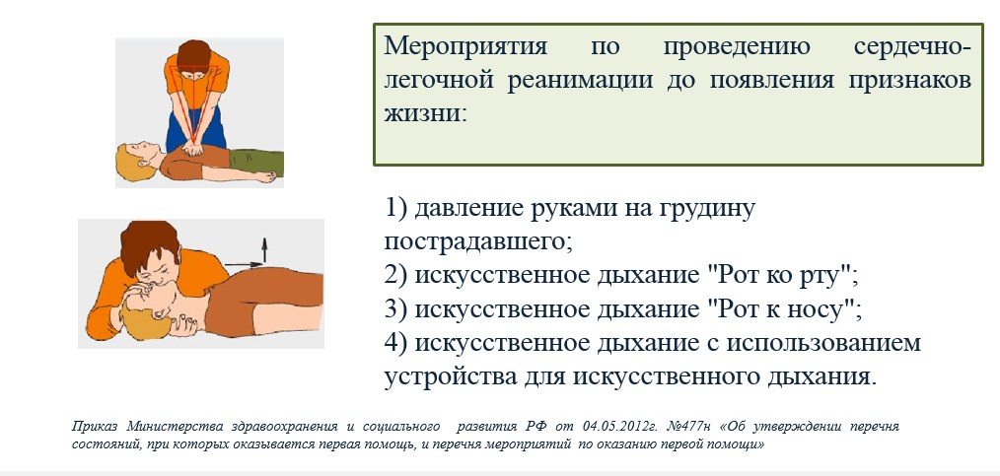 Мероприятия по проведению сердечно-
легочной реанимации до появления признаков
жизни:
1) давление руками на грудину
пострадавшего;
2) искусственное дыхание "Рот ко рту";
3) искусственное дыхание "Рот к носу";
4) искусственное дыхание с использованием
устройства для искусственного дыхания.
Приказ Министерства здравоохранения и социального развития РФ от 04.05.2012г. №477н «Об утверждении перечня
состояний, при которых оказывается первая помощь, и перечня мероприятий по оказанию первой помощи»